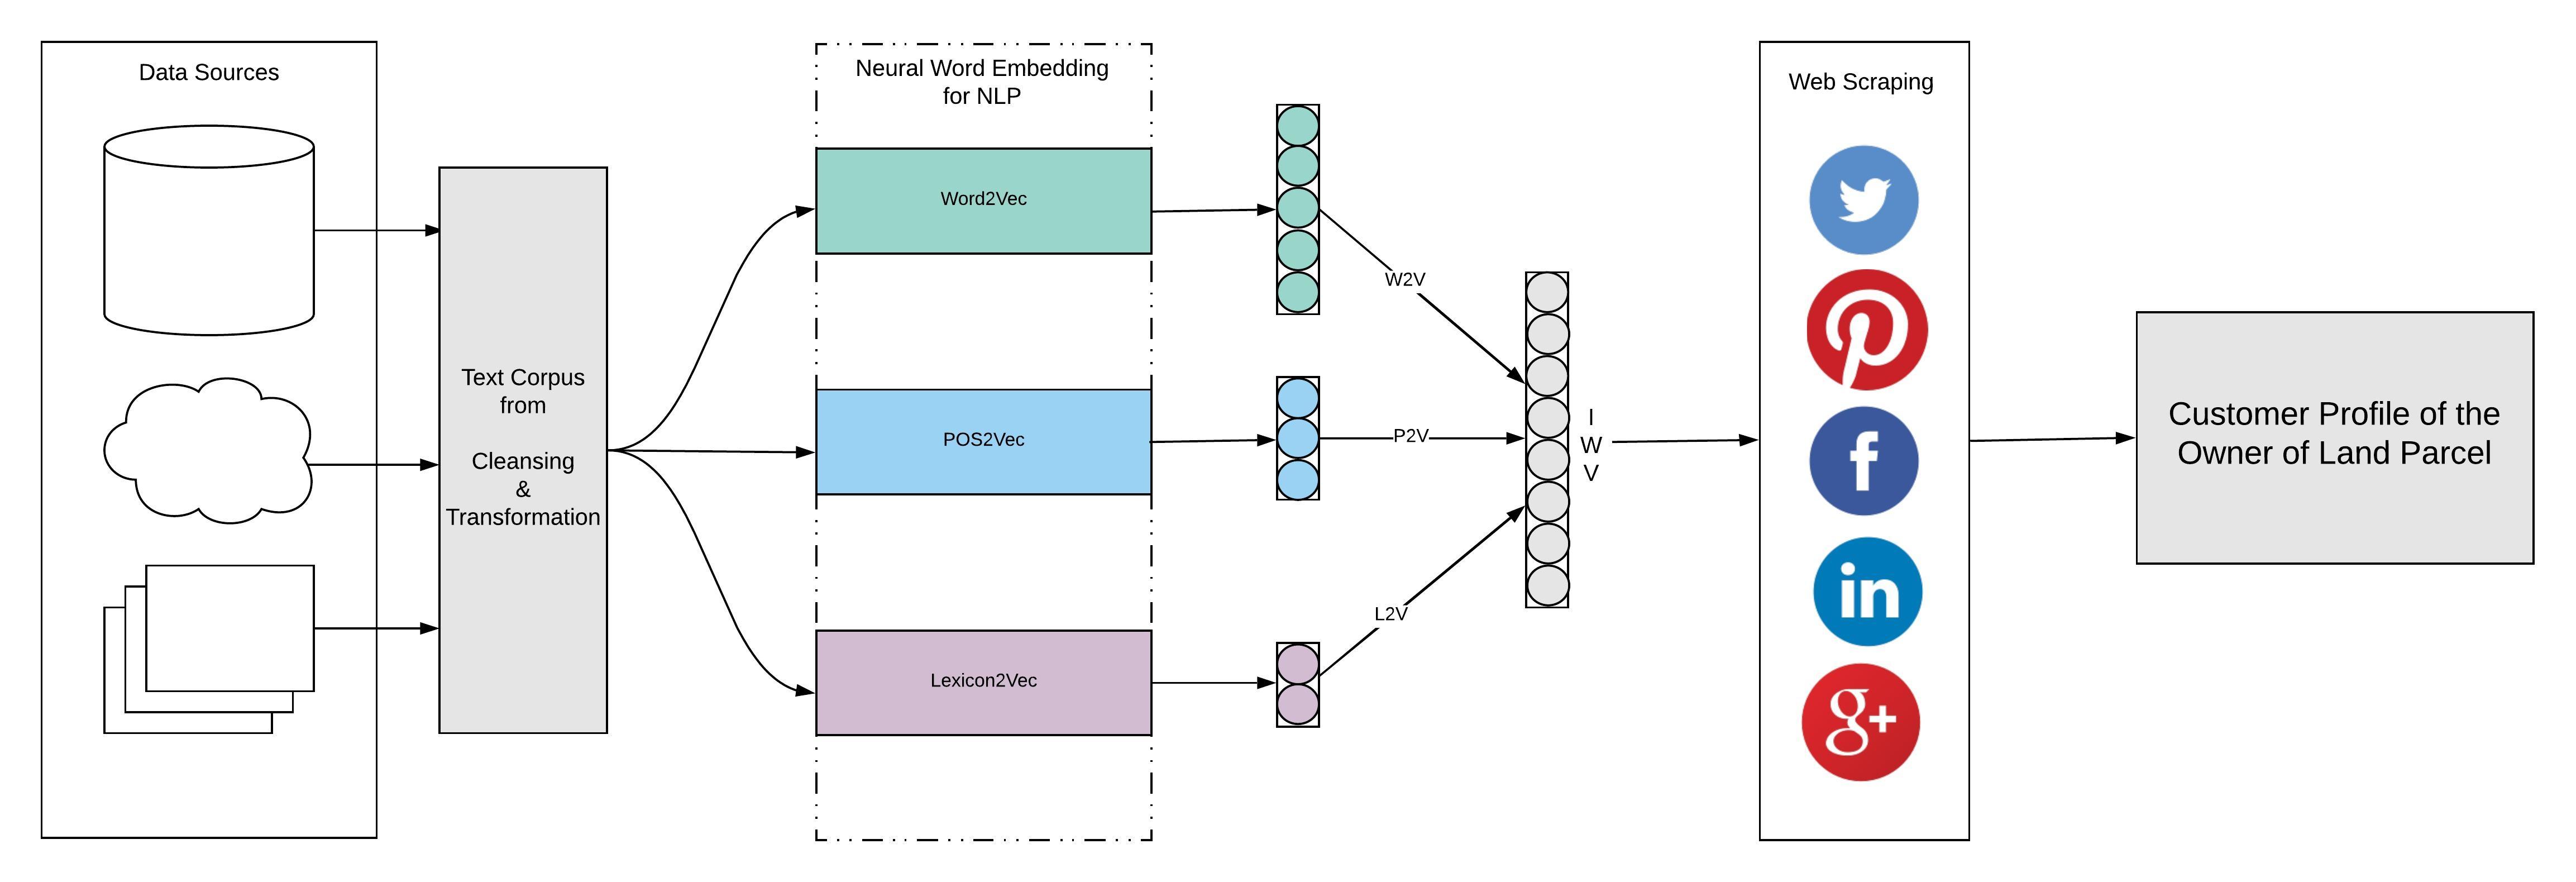 Data Sources
Text Corpus
from
Cleansing
&
Transformation
Neural Word Embedding
for NLP
Word2Vec
POS2Vec
Lexicon2Vec
W2V
P2V
L2V
I
W
V
Web Scraping
f
in
g+
Customer Profile of the
Owner of Land Parcel